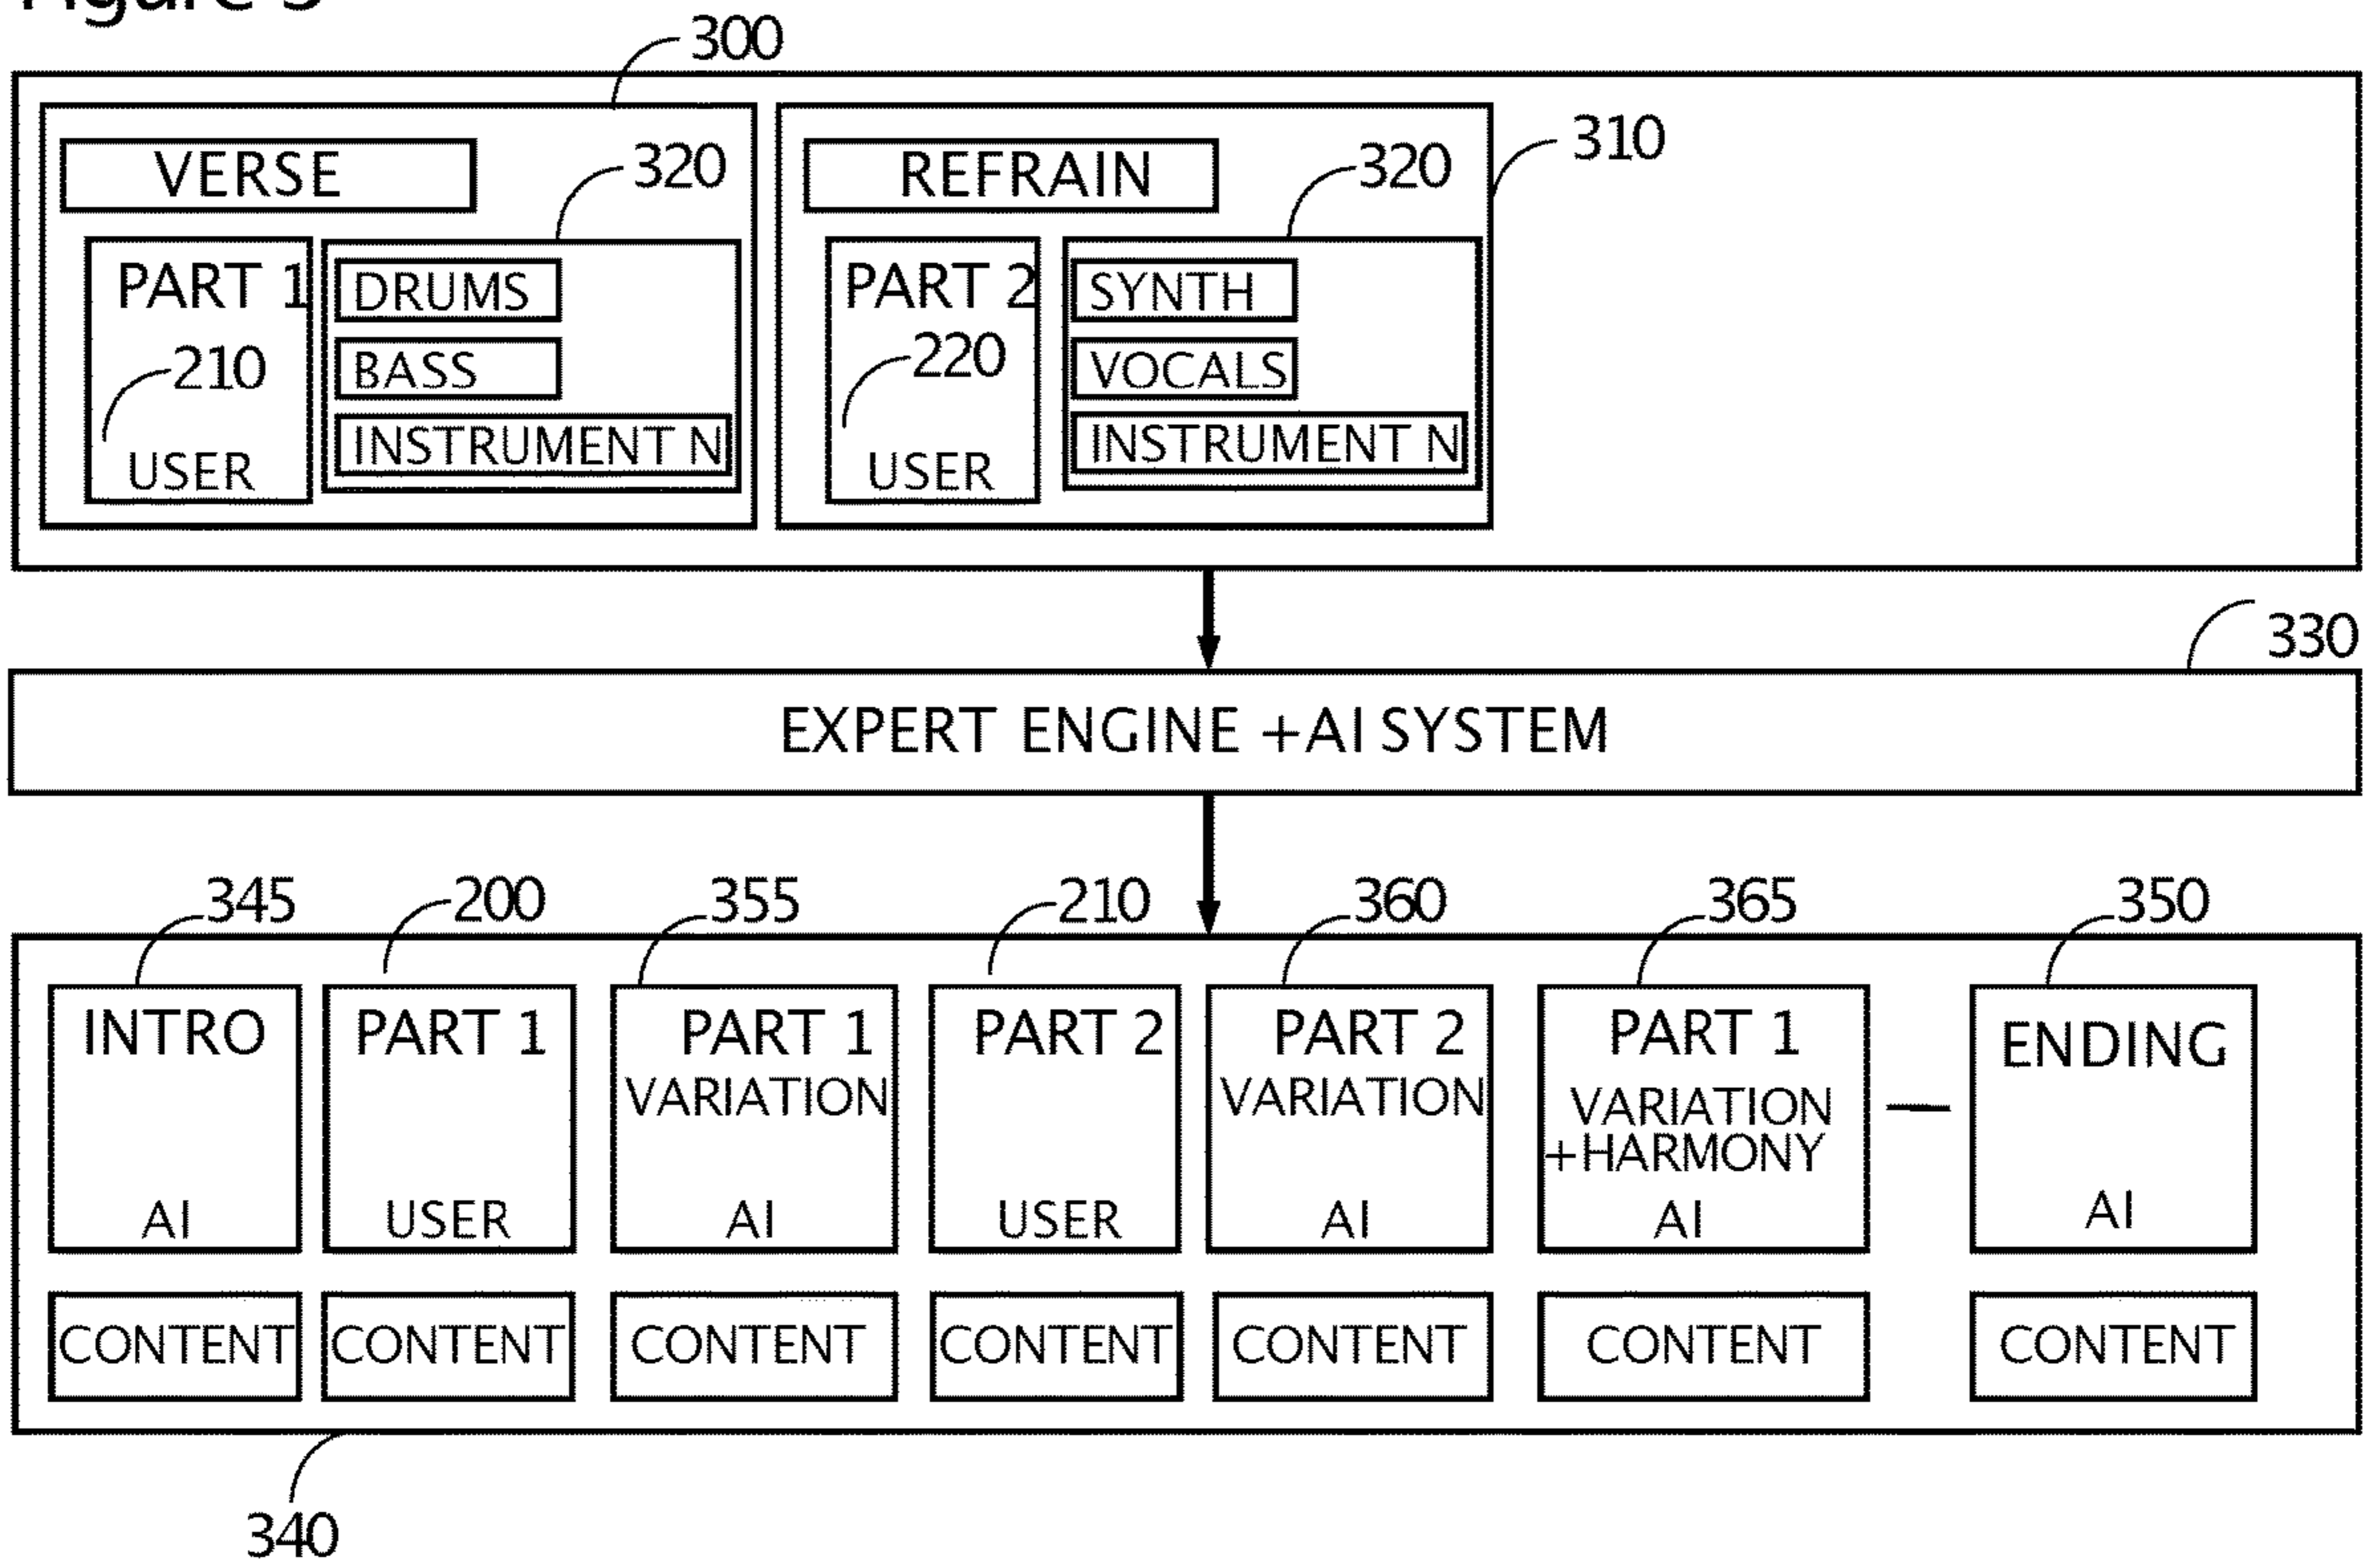 300
VERSE
320
REFRAIN
320
310
PART 1
DRUMS
210
BASS
USER
INSTRUMENT N
PART 2
SYNTH
220
VOCALS
USER
INSTRUMENT N
330
EXPERT ENGINE +AI SYSTEM
345
200
355
210
360
365
350
INTRO
AI
PART 1
USER
PART 1
VARIATION
AI
PART 2
USER
PART 2
VARIATION
AI
PART 1
VARIATION
+HARMONY
AI
—
ENDING
AI
CONTENT
CONTENT
CONTENT
CONTENT
CONTENT
CONTENT
CONTENT
340